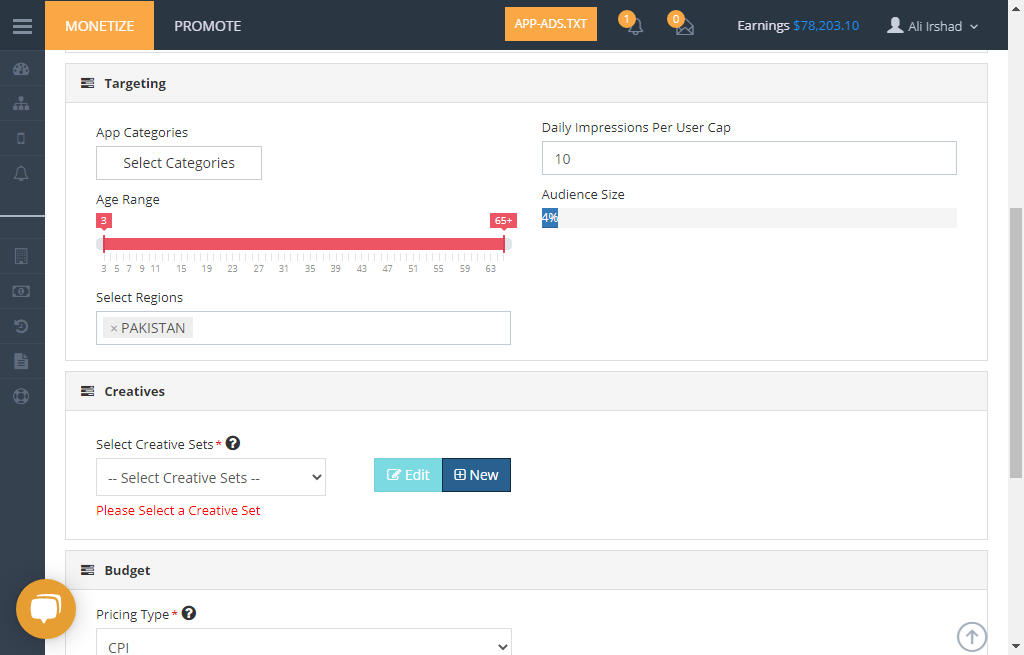 MONETIZE PROMOTE APP-ADS.TXT 1 0 Earnings $78,203.10 Ali Irshad
Targeting
App Categories
Select Categories
Age Range
3 65+
3 5 7 9 11 15 19 23 27 31 35 39 43 47 51 55 59 63
Select Regions
× PAKISTAN
Daily Impressions Per User Cap
10
Audience Size
4%
Creatives
Select Creative Sets *
-- Select Creative Sets --
Edit New
Please Select a Creative Set
Budget
Pricing Type *
CPI